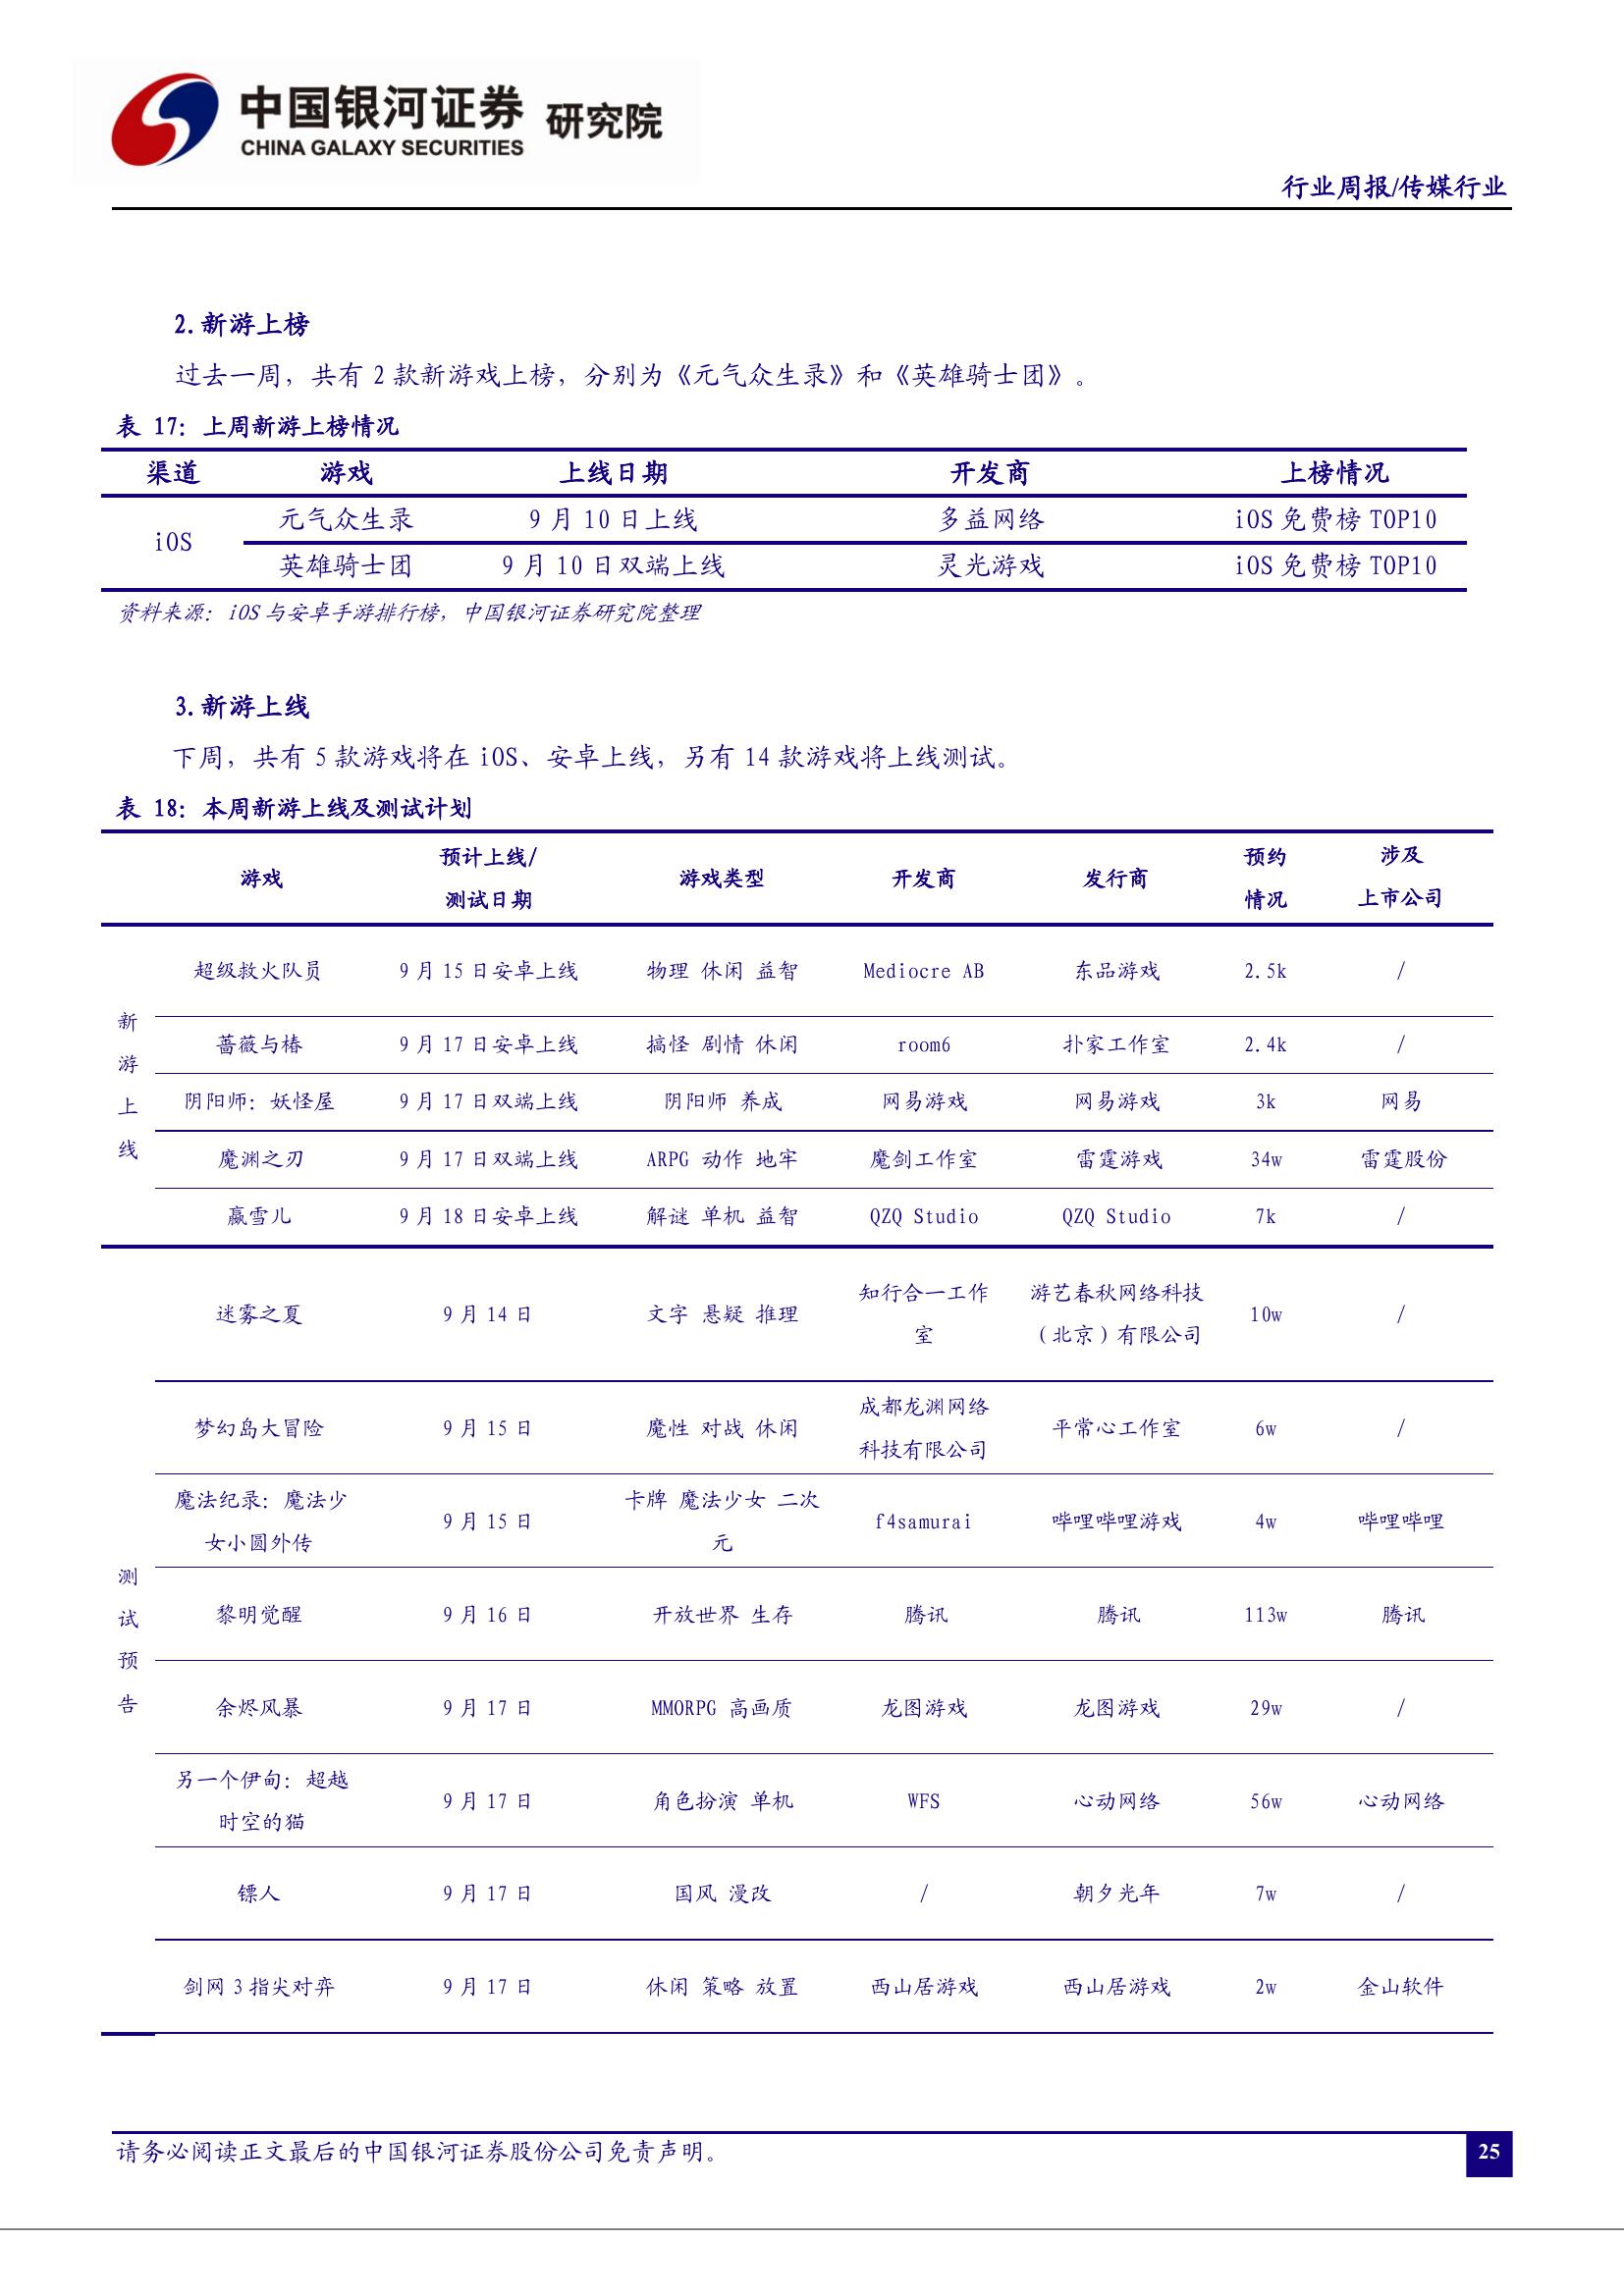 中国银河证券 研究院
CHINA GALAXY SECURITIES
行业周报/传媒行业
2.新游上榜
过去一周，共有 2 款新游戏上榜，分别为《元气众生录》和《英雄骑士团》。
表 17：上周新游上榜情况
渠道 游戏 上线日期 开发商 上榜情况
iOS
元气众生录 9 月 10 日上线 多益网络 iOS 免费榜 TOP10
英雄骑士团 9 月 10 日双端上线 灵光游戏 iOS 免费榜 TOP10
资料来源：iOS 与安卓手游排行榜，中国银河证券研究院整理
3.新游上线
下周，共有 5 款游戏将在 iOS、安卓上线，另有 14 款游戏将上线测试。
表 18：本周新游上线及测试计划
游戏 预计上线/测试日期 游戏类型 开发商 发行商 预约情况 涉及上市公司
新游上线
超级救火队员 9 月 15 日安卓上线 物理 休闲 益智 Mediocre AB 东品游戏 2.5k /
蔷薇与椿 9 月 17 日安卓上线 搞怪 剧情 休闲 room6 扑家工作室 2.4k /
阴阳师：妖怪屋 9 月 17 日双端上线 阴阳师 养成 网易游戏 网易游戏 3k 网易
魔渊之刃 9 月 17 日双端上线 ARPG 动作 地牢 魔剑工作室 雷霆游戏 34w 雷霆股份
嬴雪儿 9 月 18 日安卓上线 解谜 单机 益智 QZQ Studio QZQ Studio 7k /
测试预告
迷雾之夏 9 月 14 日 文字 悬疑 推理 知行合一工作室 游艺春秋网络科技（北京）有限公司 10w /
梦幻岛大冒险 9 月 15 日 魔性 对战 休闲 成都龙渊网络科技有限公司 平常心工作室 6w /
魔法纪录：魔法少女小圆外传 9 月 15 日 卡牌 魔法少女 二次元 f4samurai 哔哩哔哩游戏 4w 哔哩哔哩
黎明觉醒 9 月 16 日 开放世界 生存 腾讯 腾讯 113w 腾讯
余烬风暴 9 月 17 日 MMORPG 高画质 龙图游戏 龙图游戏 29w /
另一个伊甸：超越时空的猫 9 月 17 日 角色扮演 单机 WFS 心动网络 56w 心动网络
镖人 9 月 17 日 国风 漫改 / 朝夕光年 7w /
剑网 3 指尖对弈 9 月 17 日 休闲 策略 放置 西山居游戏 西山居游戏 2w 金山软件
请务必阅读正文最后的中国银河证券股份公司免责声明。
25